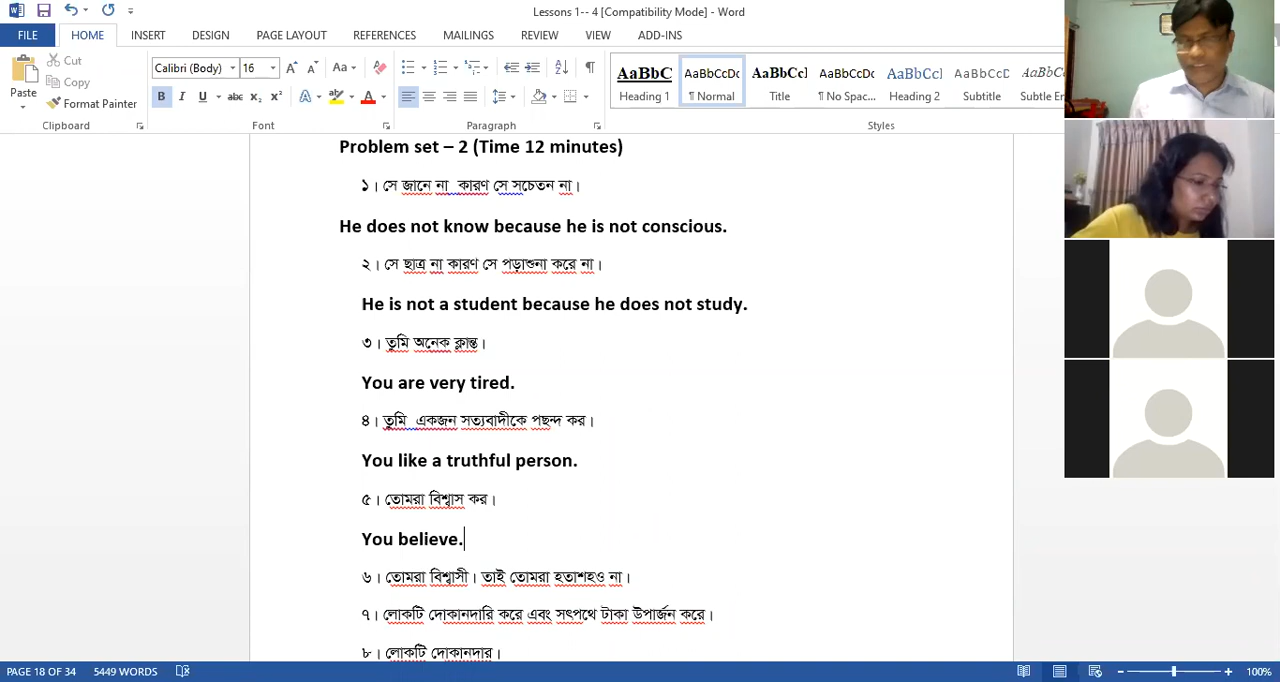 Lessons 1-- 4 [Compatibility Mode] - Word
FILE HOME INSERT DESIGN PAGE LAYOUT REFERENCES MAILINGS REVIEW VIEW ADD-INS
Cut
Copy
Format Painter
Paste
Clipboard
Calibri (Body) 16
Font
Paragraph
AaBbC AaBbCcDc AaBbCc] AaBbCcDc AaBbCc] AaBbCcD AaBbCcD
Heading 1 ¶ Normal Title ¶ No Spac... Heading 2 Subtitle Subtle En
Styles
Problem set – 2 (Time 12 minutes)
১। সে জানে না কারণ সে সচেতন না।
He does not know because he is not conscious.
২। সে ছাত্র না কারণ সে পড়াশুনা করে না।
He is not a student because he does not study.
৩। তুমি অনেক ক্লান্ত।
You are very tired.
৪। তুমি একজন সত্যবাদীকে পছন্দ কর।
You like a truthful person.
৫। তোমরা বিশ্বাস কর।
You believe.
৬। তোমরা বিশ্বাসী। তাই তোমরা হতাশহও না।
৭। লোকটি দোকানদারি করে এবং সৎপথে টাকা উপার্জন করে।
৮। লোকটি দোকানদার।
PAGE 18 OF 34 5449 WORDS 100%